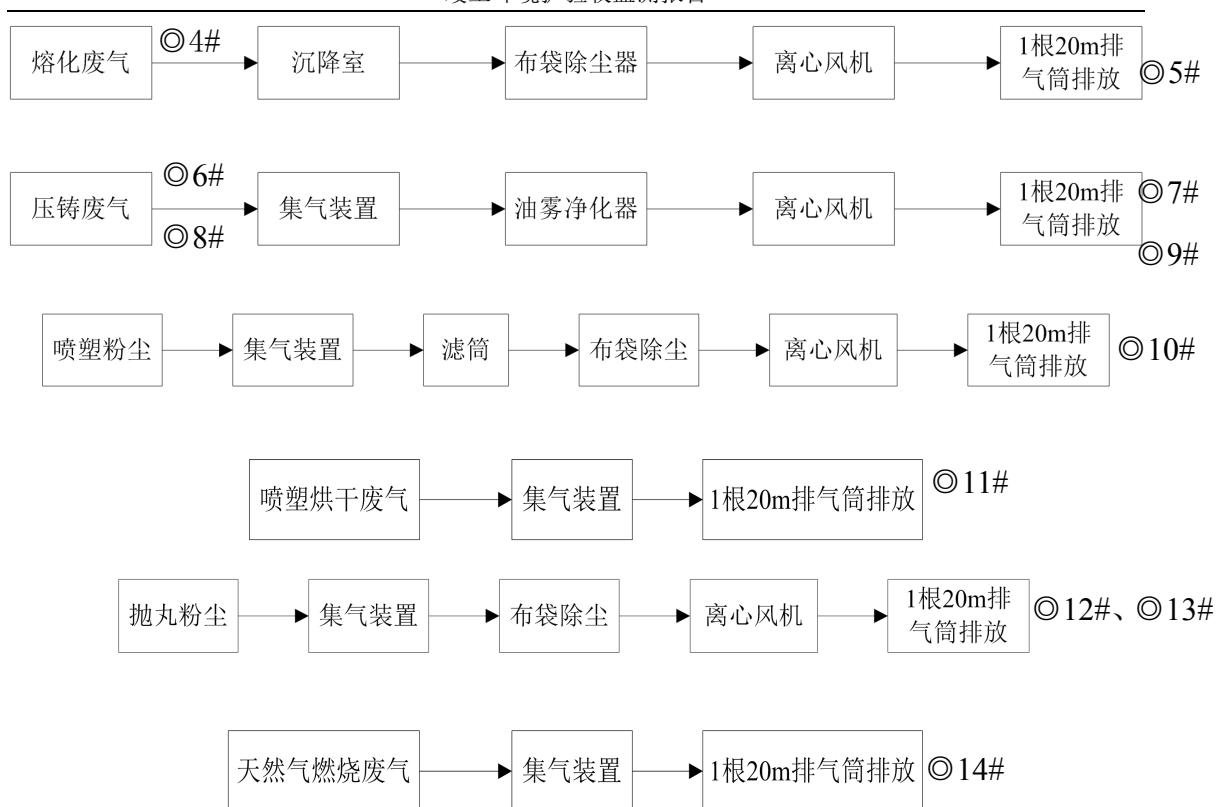 熔化废气
◎4#
沉降室
布袋除尘器
离心风机
1根20m排
气筒排放
◎5#
压铸废气
◎6#
◎8#
集气装置
油雾净化器
离心风机
1根20m排
气筒排放
◎7#
◎9#
喷塑粉尘
集气装置
滤筒
布袋除尘
离心风机
1根20m排
气筒排放
◎10#
喷塑烘干废气
集气装置
1根20m排气筒排放
◎11#
抛丸粉尘
集气装置
布袋除尘
离心风机
1根20m排
气筒排放
◎12#、◎13#
天然气燃烧废气
集气装置
1根20m排气筒排放
◎14#